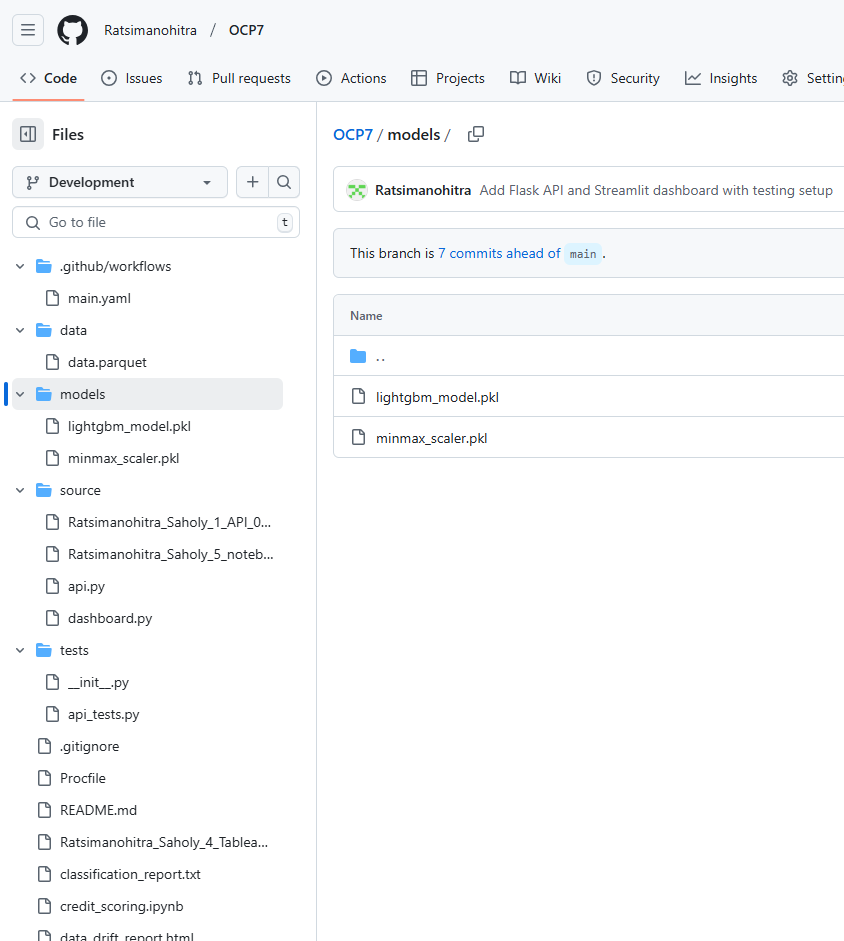 Ratsimanohitra / OCP7
Code Issues Pull requests Actions Projects Wiki Security Insights Settin
Files
Development
Go to file t
.github/workflows
main.yaml
data
data.parquet
models
lightgbm_model.pkl
minmax_scaler.pkl
source
Ratsimanohitra_Saholy_1_API_0...
Ratsimanohitra_Saholy_5_noteb...
api.py
dashboard.py
tests
__init__.py
api_tests.py
.gitignore
Procfile
README.md
Ratsimanohitra_Saholy_4_Tablea...
classification_report.txt
credit_scoring.ipynb
data_drift_report.html
OCP7 / models /
Ratsimanohitra Add Flask API and Streamlit dashboard with testing setup
This branch is 7 commits ahead of main .
Name
..
lightgbm_model.pkl
minmax_scaler.pkl